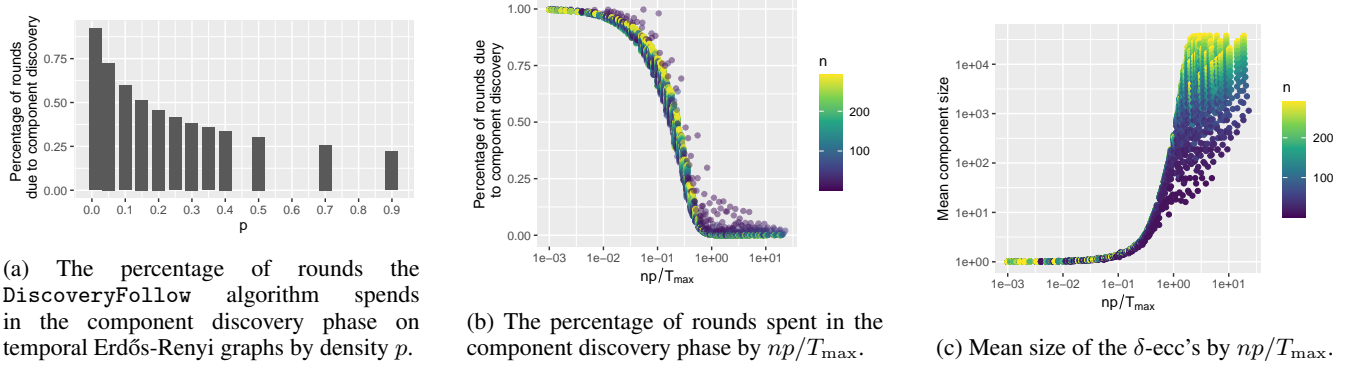 Percentage of rounds
due to component discovery
0.75
0.50
0.25
0.00
0.0 0.1 0.2 0.3 0.4 0.5 0.6 0.7 0.8 0.9
p
(a) The percentage of rounds the
DiscoveryFollow algorithm spends
in the component discovery phase on
temporal Erdős-Renyi graphs by density p.
Percentage of rounds due
to component discovery
1.00
0.75
0.50
0.25
0.00
1e−03 1e−02 1e−01 1e+00 1e+01
np/Tmax
n
200
100
(b) The percentage of rounds spent in the
component discovery phase by np/Tmax.
Mean component size
1e+04
1e+03
1e+02
1e+01
1e+00
1e−03 1e−02 1e−01 1e+00 1e+01
np/Tmax
n
200
100
(c) Mean size of the δ-ecc's by np/Tmax.